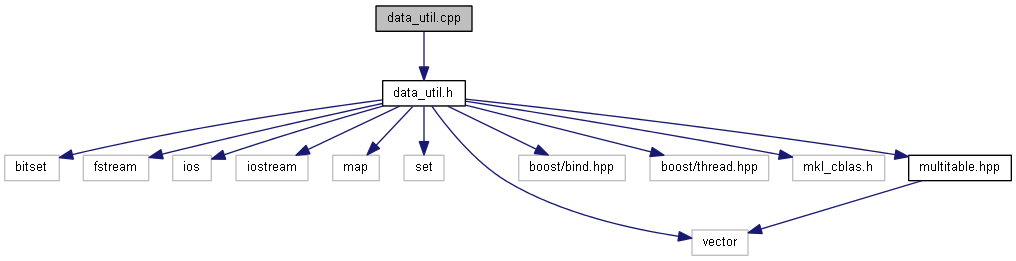 data_util.cpp
data_util.h
bitset
fstream
ios
iostream
map
set
boost/bind.hpp
boost/thread.hpp
mkl_cblas.h
multitable.hpp
vector